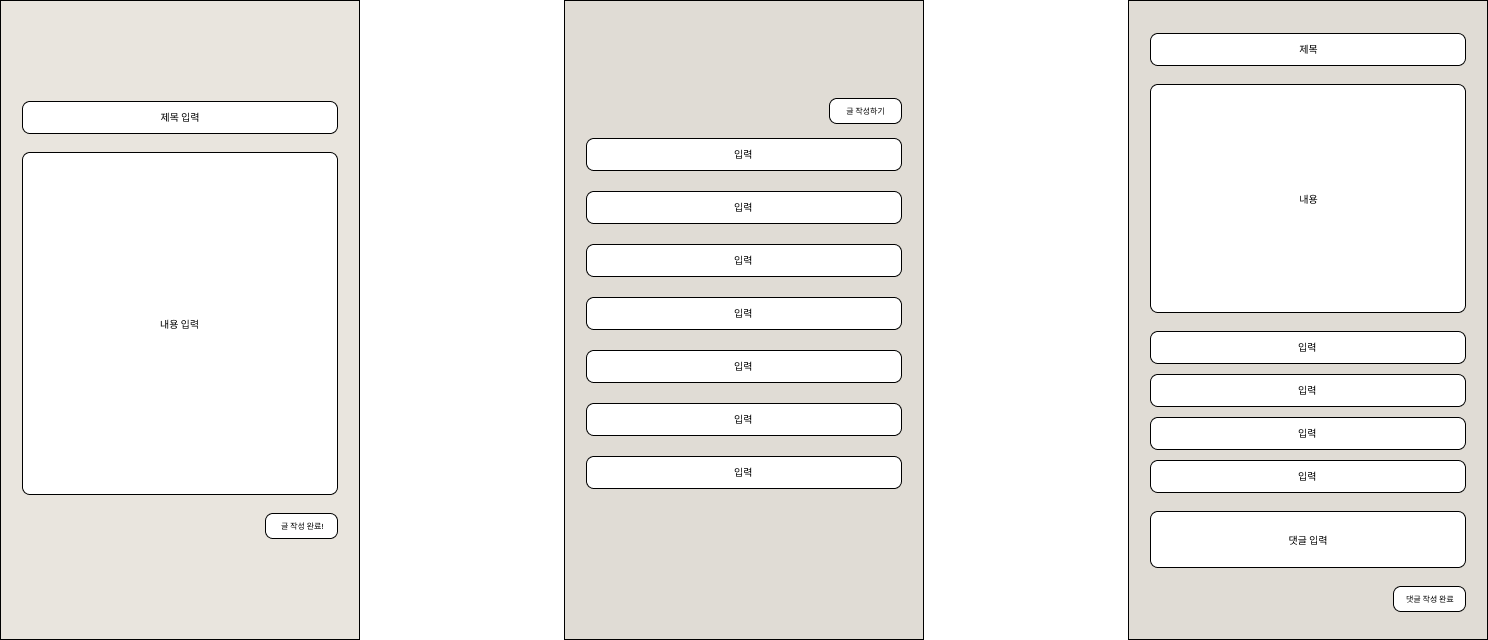 제목 입력
내용 입력
글 작성 완료!
글 작성하기
입력
입력
입력
입력
입력
입력
입력
제목
내용
입력
입력
입력
입력
댓글 입력
댓글 작성 완료